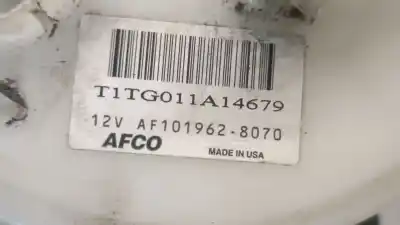 T1TG011A14679
12V AF101962-8070
AFCO
MADE IN USA